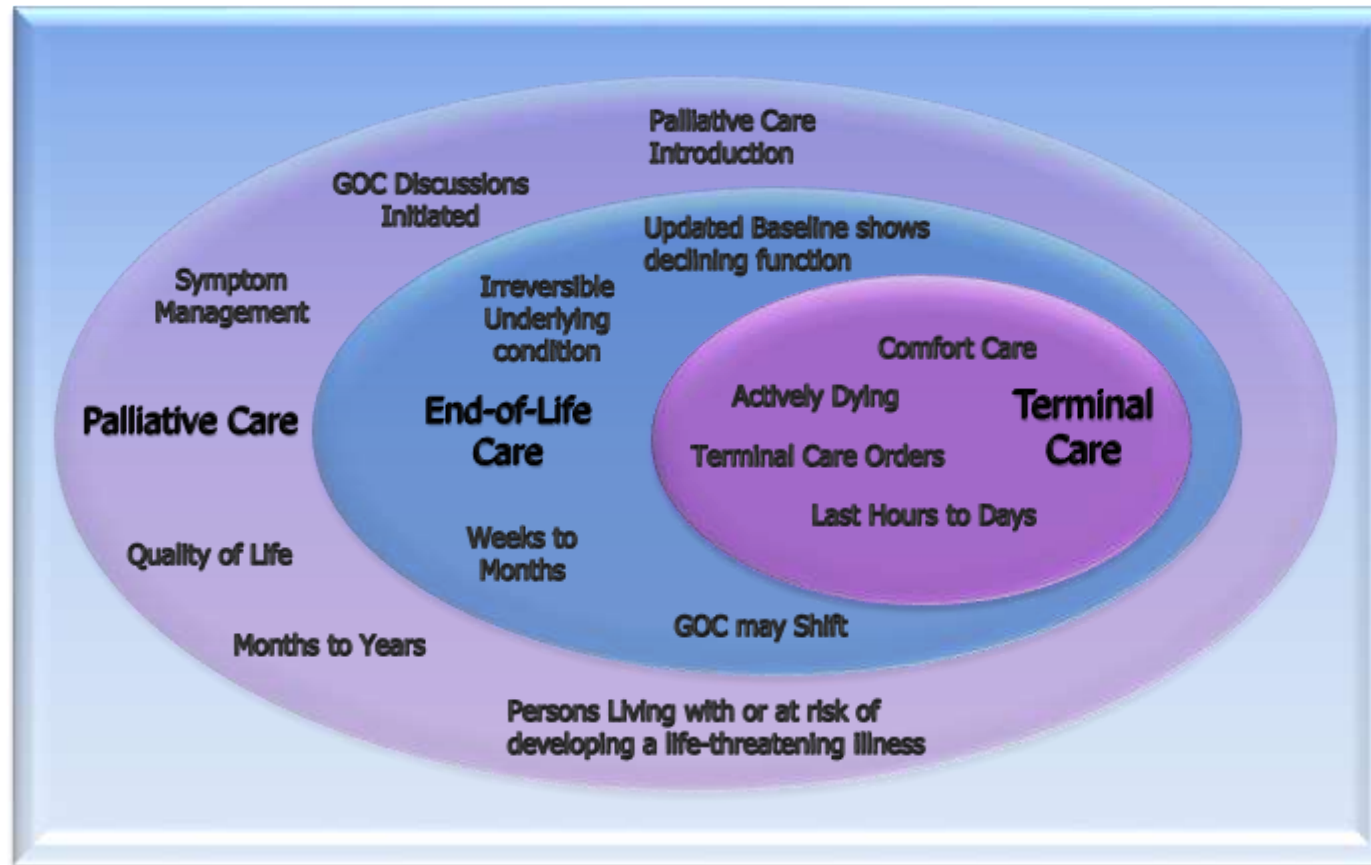 Palliative Care
Introduction
GOC Discussions
Initiated
Symptom
Management
Palliative Care
Quality of Life
Months to Years
Persons Living with or at risk of
developing a life-threatening illness
Updated Baseline shows
declining function
Irreversible
Underlying
condition
End-of-Life
Care
Weeks to
Months
GOC may Shift
Comfort Care
Actively Dying
Terminal
Care
Terminal Care Orders
Last Hours to Days